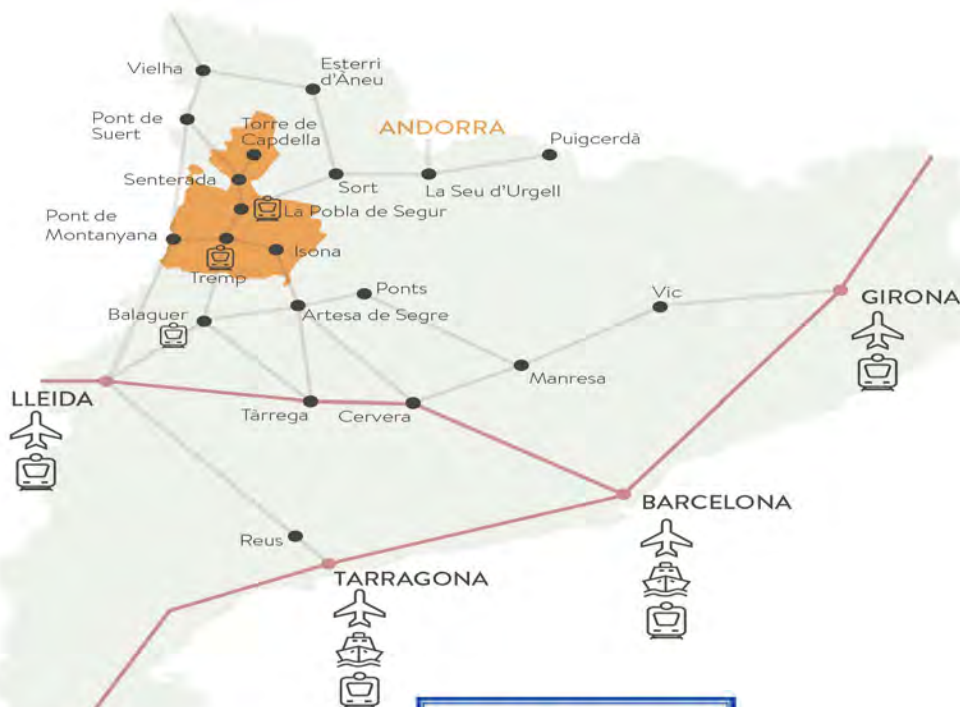 Vielha
Esterri
d'Âneu
Pont de
Suert
Torre de
Capdella
ANDORRA
Puigcerdà
Senterada
Sort
La Seu d'Urgell
La Pobla de Segur
Pont de
Montanyana
Isona
Tremp
Ponts
Vic
Balaguer
Artesa de Segre
GIRONA
Manresa
LLEIDA
Tàrrega
Cervera
BARCELONA
Reus
TARRAGONA